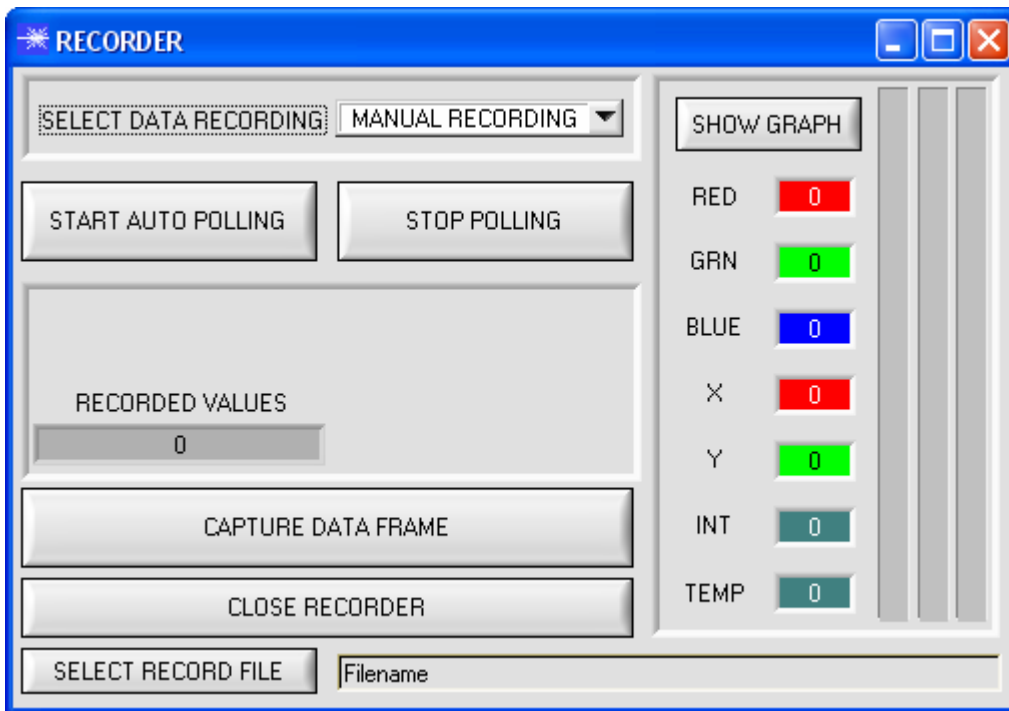 RECORDER
SELECT DATA RECORDING MANUAL RECORDING
START AUTO POLLING STOP POLLING
RECORDED VALUES
0
CAPTURE DATA FRAME
CLOSE RECORDER
SELECT RECORD FILE Filename
SHOW GRAPH
RED 0
GRN 0
BLUE 0
X 0
Y 0
INT 0
TEMP 0